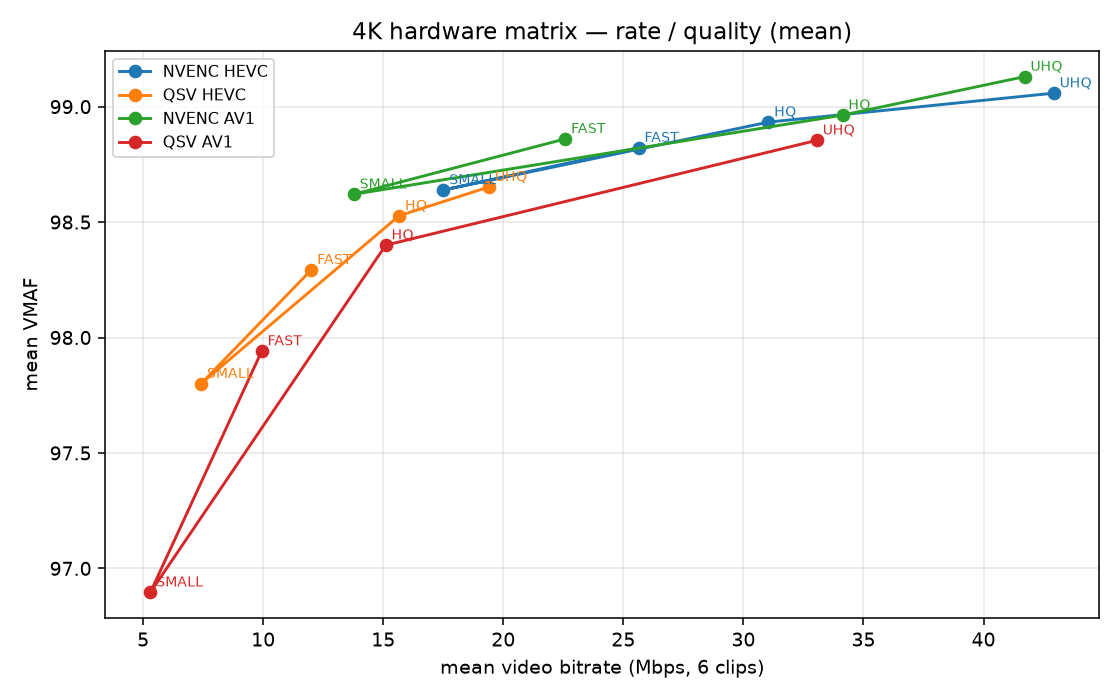 4K hardware matrix — rate / quality (mean)
NVENC HEVC
QSV HEVC
NVENC AV1
QSV AV1
UHQ
UHQ
HQ
HQ
UHQ
FAST
FAST
SMALL
SMALL
UHQ
HQ
HQ
FAST
FAST
SMALL
SMALL
99.0
98.5
98.0
97.5
97.0
mean VMAF
5
10
15
20
25
30
35
40
mean video bitrate (Mbps, 6 clips)